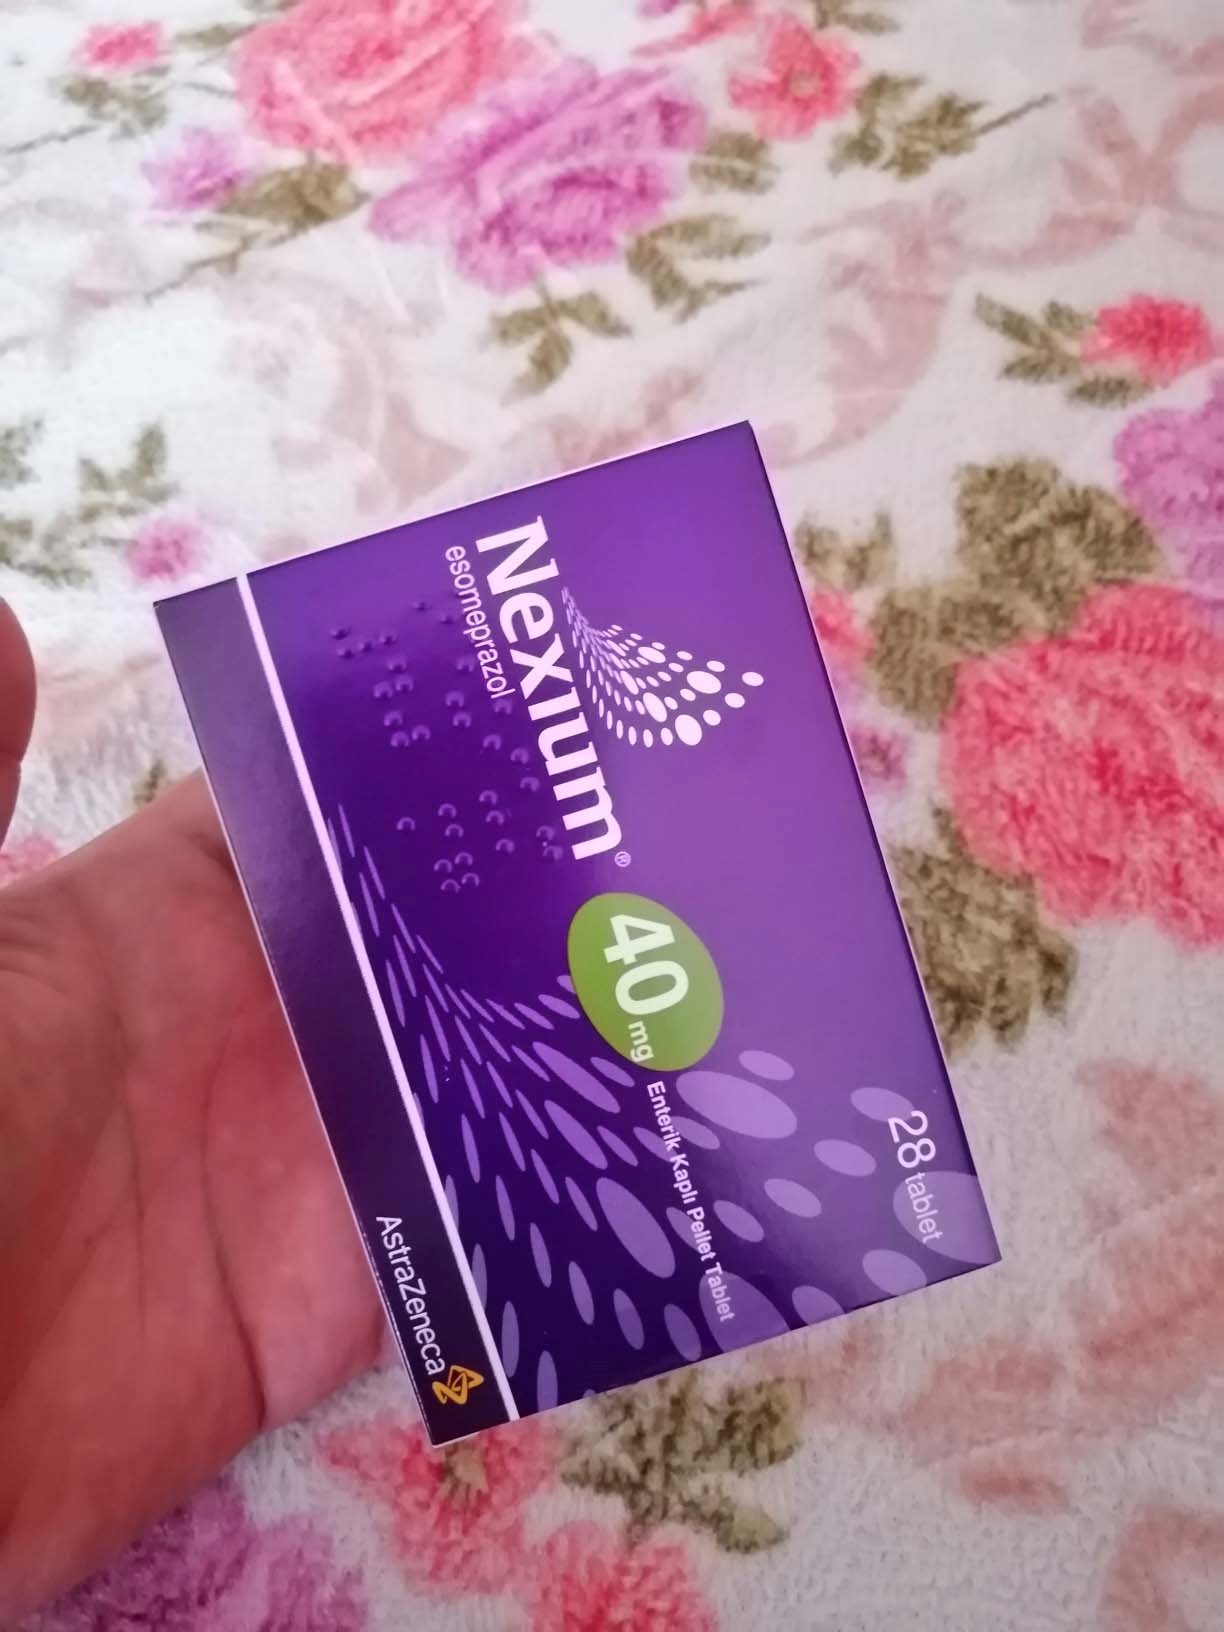 Nexium®
esomeprazol
40 mg
Enterik Kaplı Pellet Tablet
28 tablet
AstraZeneca